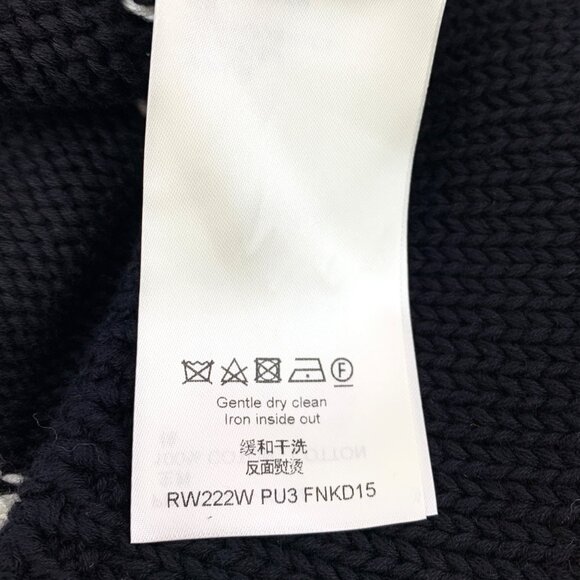 F
Gentle dry clean
Iron inside out
缓和干洗
反面熨烫
RW222W PU3 FNKD15